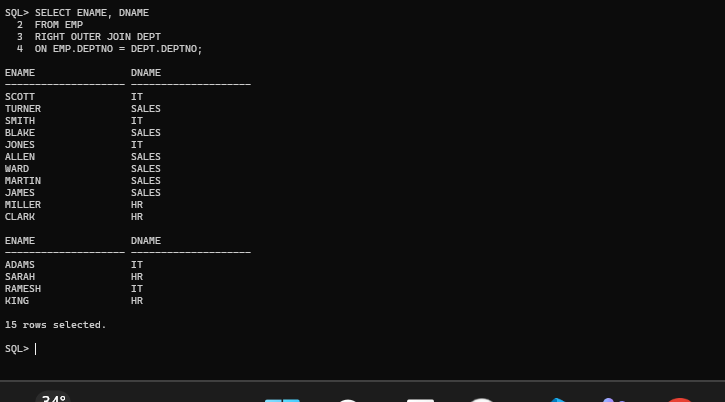 SQL> SELECT ENAME, DNAME
2 FROM EMP
3 RIGHT OUTER JOIN DEPT
4 ON EMP.DEPTNO = DEPT.DEPTNO;
ENAME DNAME
-------------------- --------------------
SCOTT IT
TURNER SALES
SMITH IT
BLAKE SALES
JONES IT
ALLEN SALES
WARD SALES
MARTIN SALES
JAMES SALES
MILLER HR
CLARK HR
ENAME DNAME
-------------------- --------------------
ADAMS IT
SARAH HR
RAMESH IT
KING HR
15 rows selected.
SQL>
34°